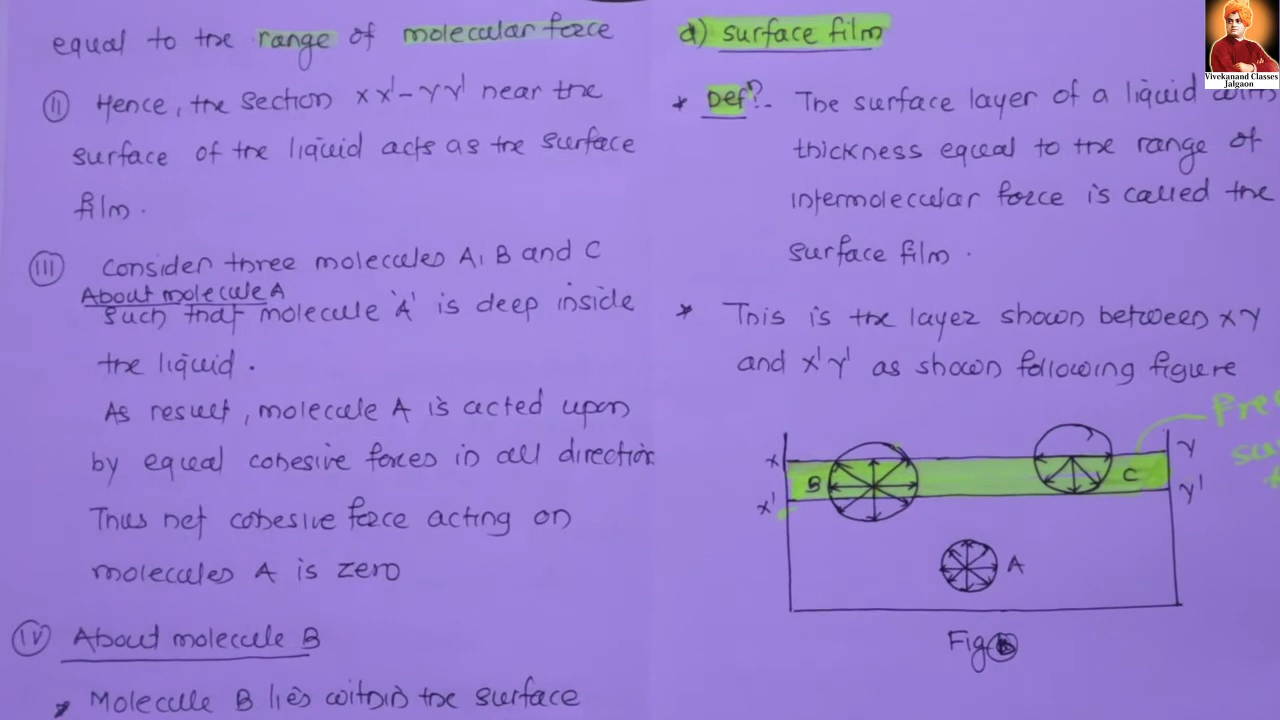 equal to the range of molecular force
(II) Hence, the section xx'-yy' near the
surface of the liquid acts as the surface
film.
(III) Consider three molecules A, B and C
About molecule A
such that molecule 'A' is deep inside
the liquid.
As result, molecule A is acted upon
by equal cohesive forces in all direction
Thus net cohesive force acting on
molecules A is zero
(IV) About molecule B
* Molecule B lies within the surface
a) surface film
* Def?- The surface layer of a liquid with
thickness equal to the range of
intermolecular force is called the
surface film.
* This is the layer shown between xy
and x'y' as shown following figure
x
B
C
y
x'
y'
A
Fig
Vivekanand Classes
Jalgaon